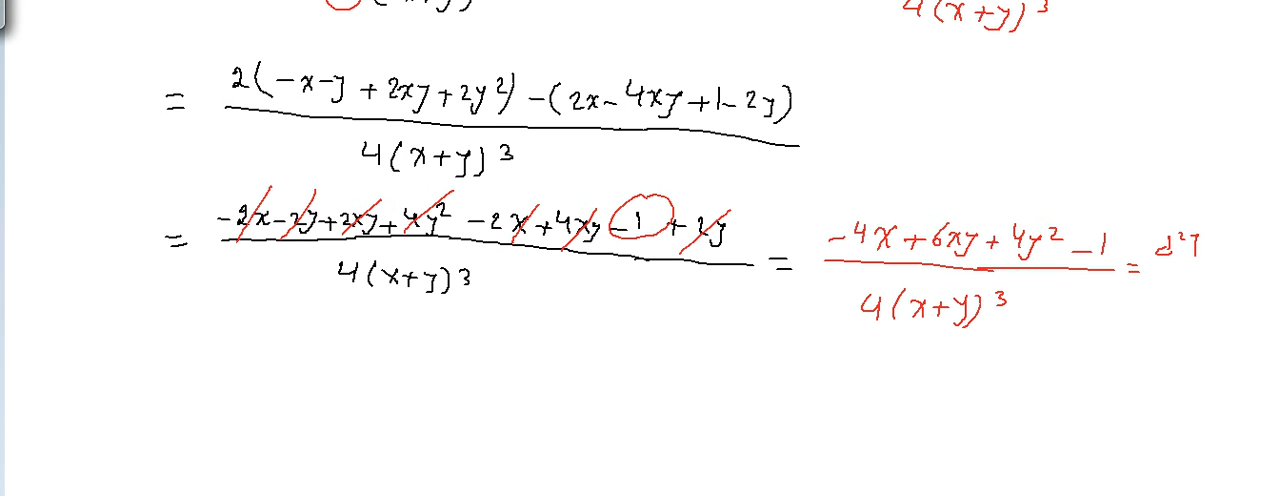 4(x+y)³
= 2(-x-y+2xy+2y²)-(2x-4xy+1-2y)
4(x+y)³
= -2x-2y+2xy+4y²-2x+4xy-1+2y = -4x+6xy+4y²-1 =
4(x+y)³ 4(x+y)³